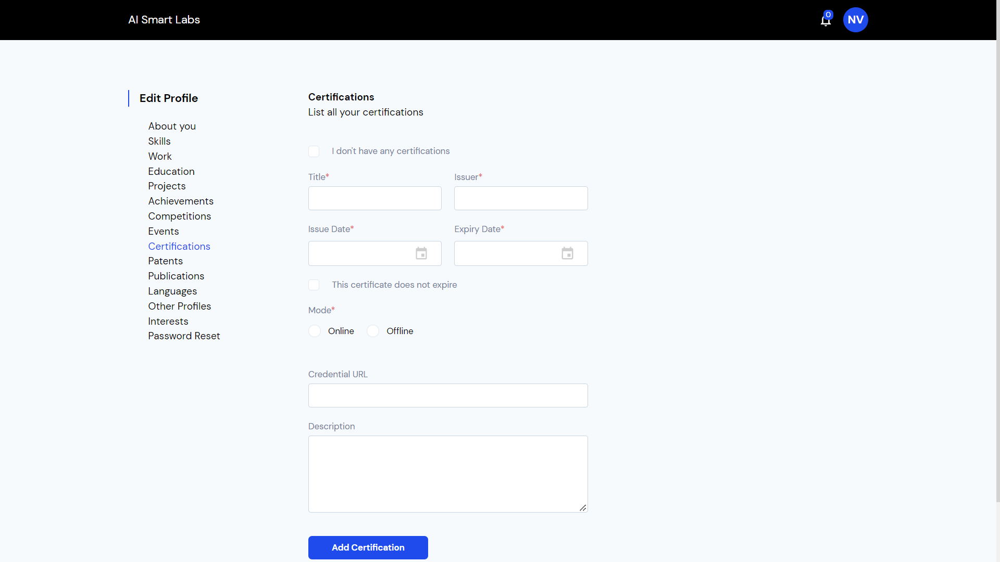 AI Smart Labs
0
NV
Edit Profile
About you
Skills
Work
Education
Projects
Achievements
Competitions
Events
Certifications
Patents
Publications
Languages
Other Profiles
Interests
Password Reset
Certifications
List all your certifications
I don't have any certifications
Title* Issuer*
Issue Date* Expiry Date*
This certificate does not expire
Mode*
Online Offline
Credential URL
Description
Add Certification